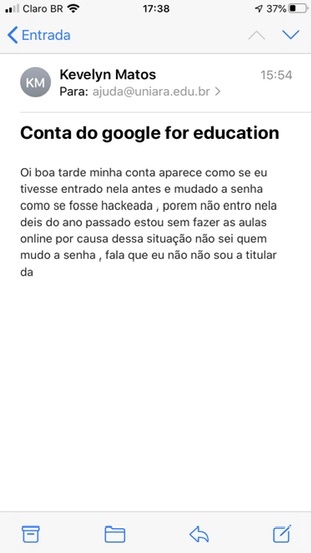 Claro BR 17:38 37%
Entrada
KM Kevelyn Matos 15:54
Para: ajuda@uniara.edu.br
Conta do google for education
Oi boa tarde minha conta aparece como se eu
tivesse entrado nela antes e mudado a senha
como se fosse hackeada , porem não entro nela
deis do ano passado estou sem fazer as aulas
online por causa dessa situação não sei quem
mudo a senha , fala que eu não não sou a titular
da